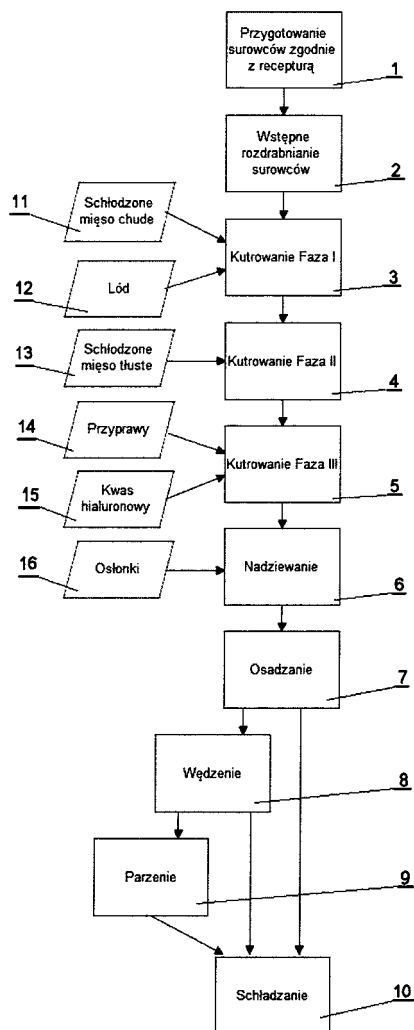 Przygotowanie
surowców zgodnie
z recepturą
1
Wstępne
rozdrabnianie
surowców
2
11
Schłodzone
mięso chude
Kutrowanie Faza I
3
12
Lód
13
Schłodzone
mięso tłuste
Kutrowanie Faza II
4
14
Przyprawy
Kutrowanie Faza III
5
15
Kwas
hialuronowy
16
Osłonki
Nadziewanie
6
Osadzanie
7
Wędzenie
8
Parzenie
9
Schładzanie
10